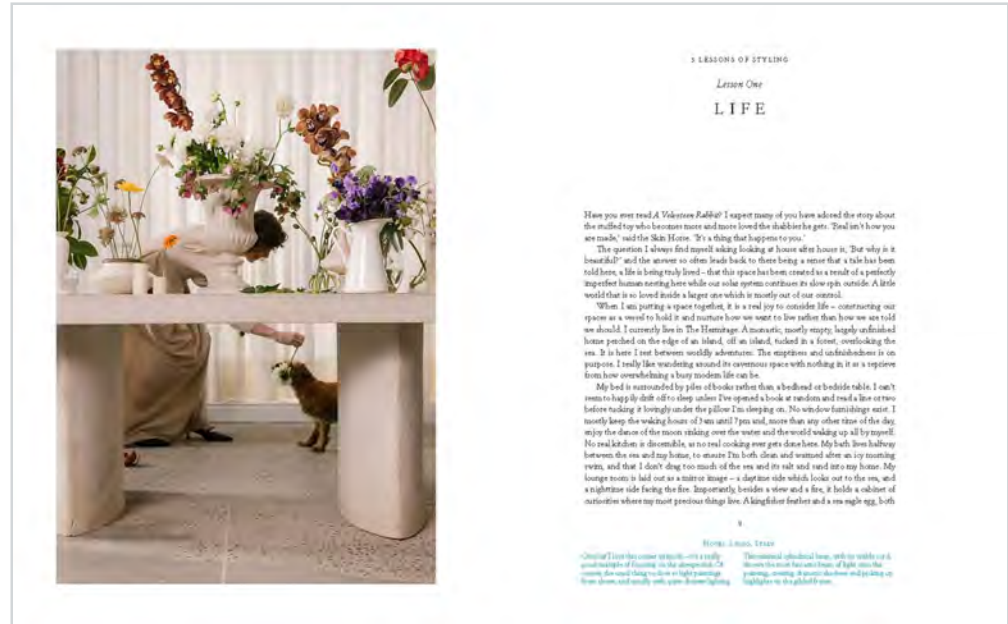 5 LESSONS OF STYLING
Lesson One
LIFE
Have you ever read A Velveteen Rabbit? I expect many of you have adored the story about
the stuffed toy who becomes more and more loved the shabbier he gets. 'Real isn't how you
are made,' said the Skin Horse. 'It's a thing that happens to you.'
The question I always find myself asking looking at house after house is, 'But why is it
beautiful?' and the answer so often leads back to there being a sense that a tale has been
told here, a life is being truly lived – that this space has been created as a result of a perfectly
imperfect human nesting here while our solar system continues its slow spin outside. A little
world that is so loved inside a larger one which is mostly out of our control.
When I am putting a space together, it is a real joy to consider life – constructing our
spaces as a vessel to hold it and nurture how we want to live rather than how we are told
we should. I currently live in The Hermitage. A monastic, mostly empty, largely unfinished
home perched on the edge of an island, off an island, tucked in a forest, overlooking the
sea. It is here I rest between worldly adventures. The emptiness and unfinishedness is on
purpose. I really like wandering around its cavernous space with nothing in it as a reprieve
from how overwhelming a busy modern life can be.
My bed is surrounded by piles of books rather than a bedhead or bedside table. I can't
seem to happily drift off to sleep unless I've opened a book at random and read a line or two
before tucking it lovingly under the pillow I'm sleeping on. No window furnishings exist. I
mostly keep the waking hours of 3 am until 7 pm and, more than any other time of the day,
enjoy the dance of the moon sinking over the water and the world waking up all by myself.
No real kitchen is discernible, as no real cooking ever gets done here. My bath lives halfway
between the sea and my home, to ensure I'm both clean and warmed after an icy morning
swim, and that I don't drag too much of the sea and its salt and sand into my home. My
lounge room is laid out as a mirror image – a daytime side which looks out to the sea, and
a nighttime side facing the fire. Importantly, besides a view and a fire, it holds a cabinet of
curiosities where my most precious things live. A kingfisher feather and a sea eagle egg, both